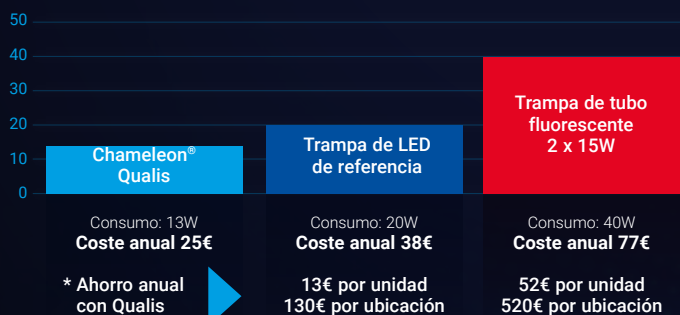 50
40
30
20
10
0
Chameleon®
Qualis
Trampa de LED
de referencia
Trampa de tubo
fluorescente
2 x 15W
Consumo: 13W
Coste anual 25€
Consumo: 20W
Coste anual 38€
Consumo: 40W
Coste anual 77€
* Ahorro anual
con Qualis
13€ por unidad
130€ por ubicación
52€ por unidad
520€ por ubicación